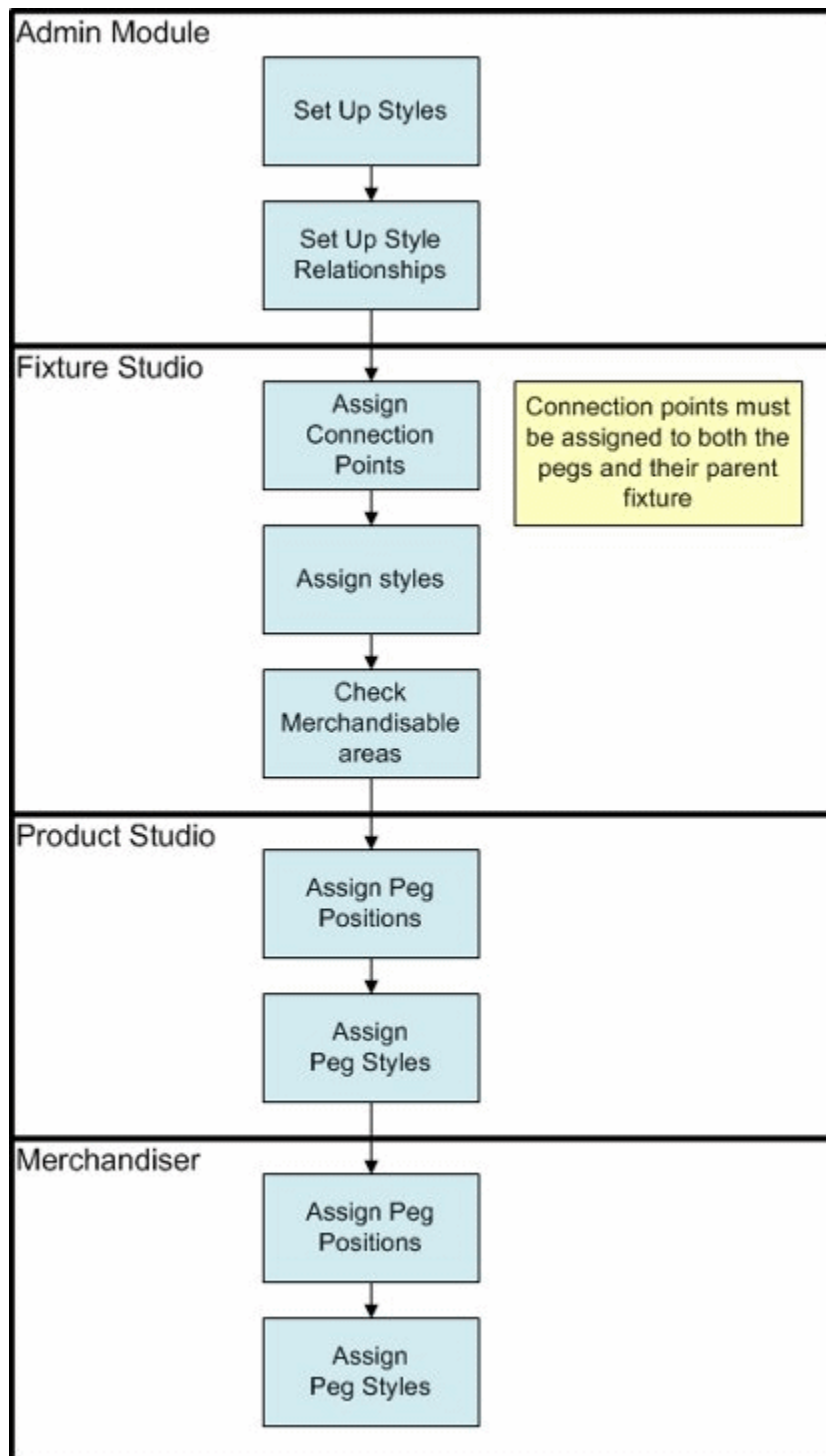 Admin Module
Set Up Styles
Set Up Style
Relationships
Fixture Studio
Assign
Connection
Points
Connection points must
be assigned to both the
pegs and their parent
fixture
Assign styles
Check
Merchandisable
areas
Product Studio
Assign Peg
Positions
Assign
Peg Styles
Merchandiser
Assign Peg
Positions
Assign
Peg Styles